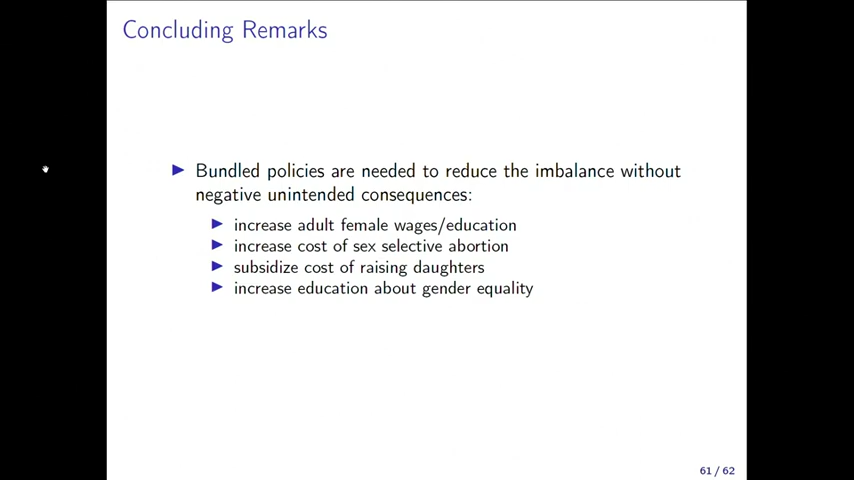 Concluding Remarks
Bundled policies are needed to reduce the imbalance without
negative unintended consequences:
increase adult female wages/education
increase cost of sex selective abortion
subsidize cost of raising daughters
increase education about gender equality
61 / 62